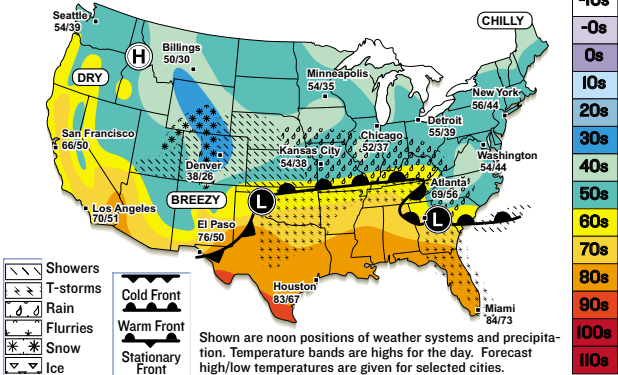 -10s
-0s
0s
10s
20s
30s
40s
50s
60s
70s
80s
90s
100s
110s
CHILLY
Seattle
54/39
H
Billings
50/30
DRY
Minneapolis
54/35
New York
56/44
Detroit
55/39
Chicago
52/37
San Francisco
66/50
Kansas City
54/38
Denver
38/26
Washington
54/44
Atlanta
69/56
BREEZY
L
L
Los Angeles
70/51
El Paso
76/50
Houston
83/67
Miami
84/73
Showers
T-storms
Rain
Flurries
Snow
Ice
Cold Front
Warm Front
Stationary
Front
Shown are noon positions of weather systems and precipita-
tion. Temperature bands are highs for the day. Forecast
high/low temperatures are given for selected cities.